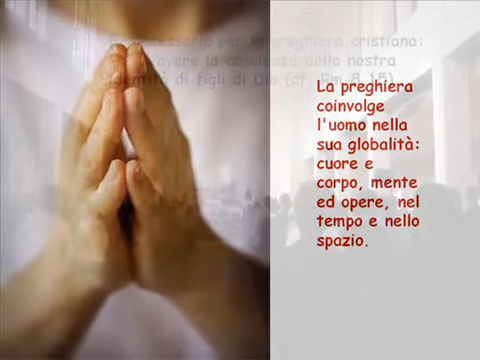 È necessario per la preghiera cristiana:
avere la coscienza della nostra
identità di figli di Dio (cf. Rm 8,15)
La preghiera
coinvolge
l'uomo nella
sua globalità:
cuore e
corpo, mente
ed opere, nel
tempo e nello
spazio.